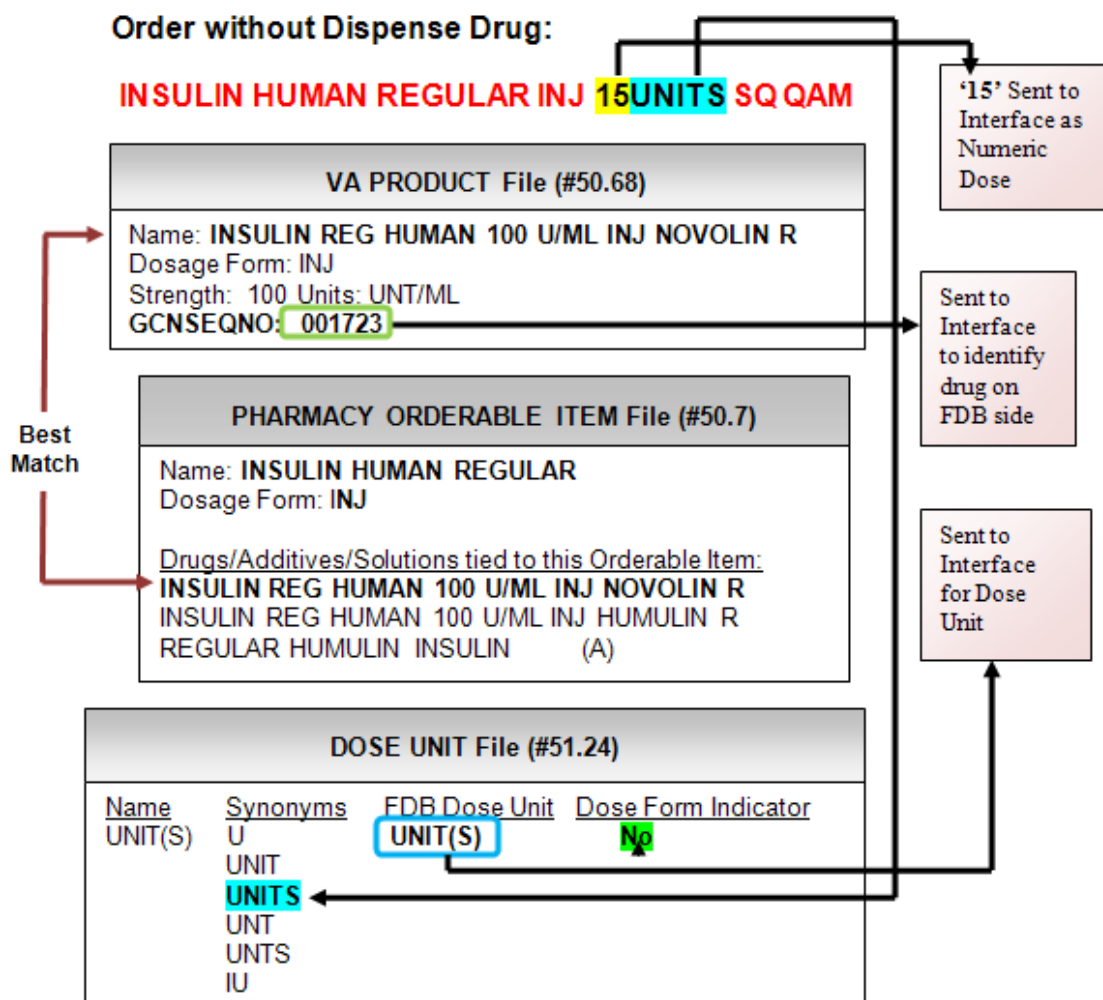 Order without Dispense Drug:
INSULIN HUMAN REGULAR INJ 15UNITS SQ QAM
‘15’ Sent to
Interface as
Numeric
Dose
VA PRODUCT File (#50.68)
Name: INSULIN REG HUMAN 100 U/ML INJ NOVOLIN R
Dosage Form: INJ
Strength: 100 Units: UNT/ML
GCNSEQNO: 001723
Sent to
Interface
to identify
drug on
FDB side
Best
Match
PHARMACY ORDERABLE ITEM File (#50.7)
Name: INSULIN HUMAN REGULAR
Dosage Form: INJ
Drugs/Additives/Solutions tied to this Orderable Item:
INSULIN REG HUMAN 100 U/ML INJ NOVOLIN R
INSULIN REG HUMAN 100 U/ML INJ HUMULIN R
REGULAR HUMULIN INSULIN (A)
Sent to
Interface
for Dose
Unit
DOSE UNIT File (#51.24)
Name Synonyms FDB Dose Unit Dose Form Indicator
UNIT(S) U UNIT(S) No
UNIT
UNITS
UNT
UNTS
IU